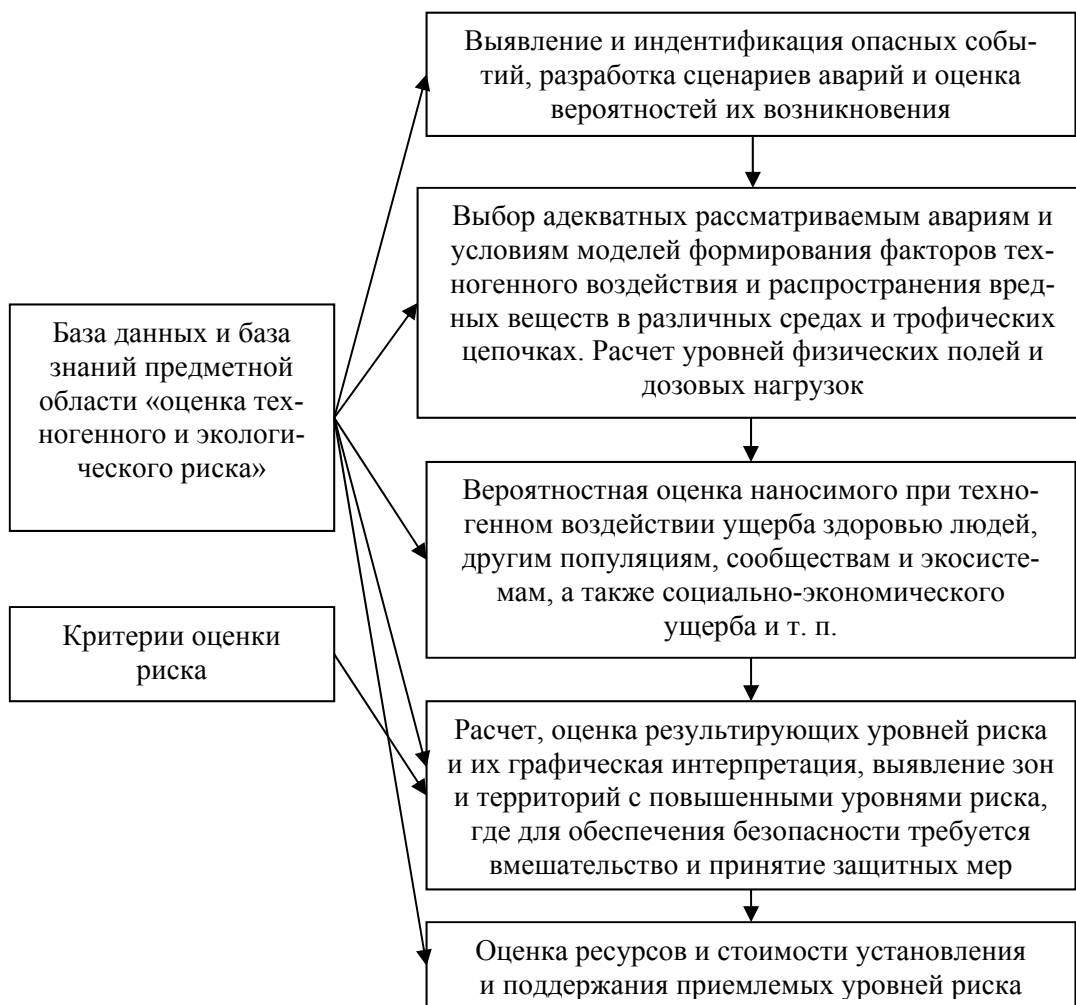 Выявление и индентификация опасных собы-
тий, разработка сценариев аварий и оценка
вероятностей их возникновения
Выбор адекватных рассматриваемым авариям и
условиям моделей формирования факторов тех-
ногенного воздействия и распространения вред-
ных веществ в различных средах и трофических
цепочках. Расчет уровней физических полей и
дозовых нагрузок
База данных и база
знаний предметной
области «оценка тех-
ногенного и экологи-
ческого риска»
Вероятностная оценка наносимого при техно-
генном воздействии ущерба здоровью людей,
другим популяциям, сообществам и экосисте-
мам, а также социально-экономического
ущерба и т. п.
Критерии оценки
риска
Расчет, оценка результирующих уровней риска
и их графическая интерпретация, выявление зон
и территорий с повышенными уровнями риска,
где для обеспечения безопасности требуется
вмешательство и принятие защитных мер
Оценка ресурсов и стоимости установления
и поддержания приемлемых уровней риска